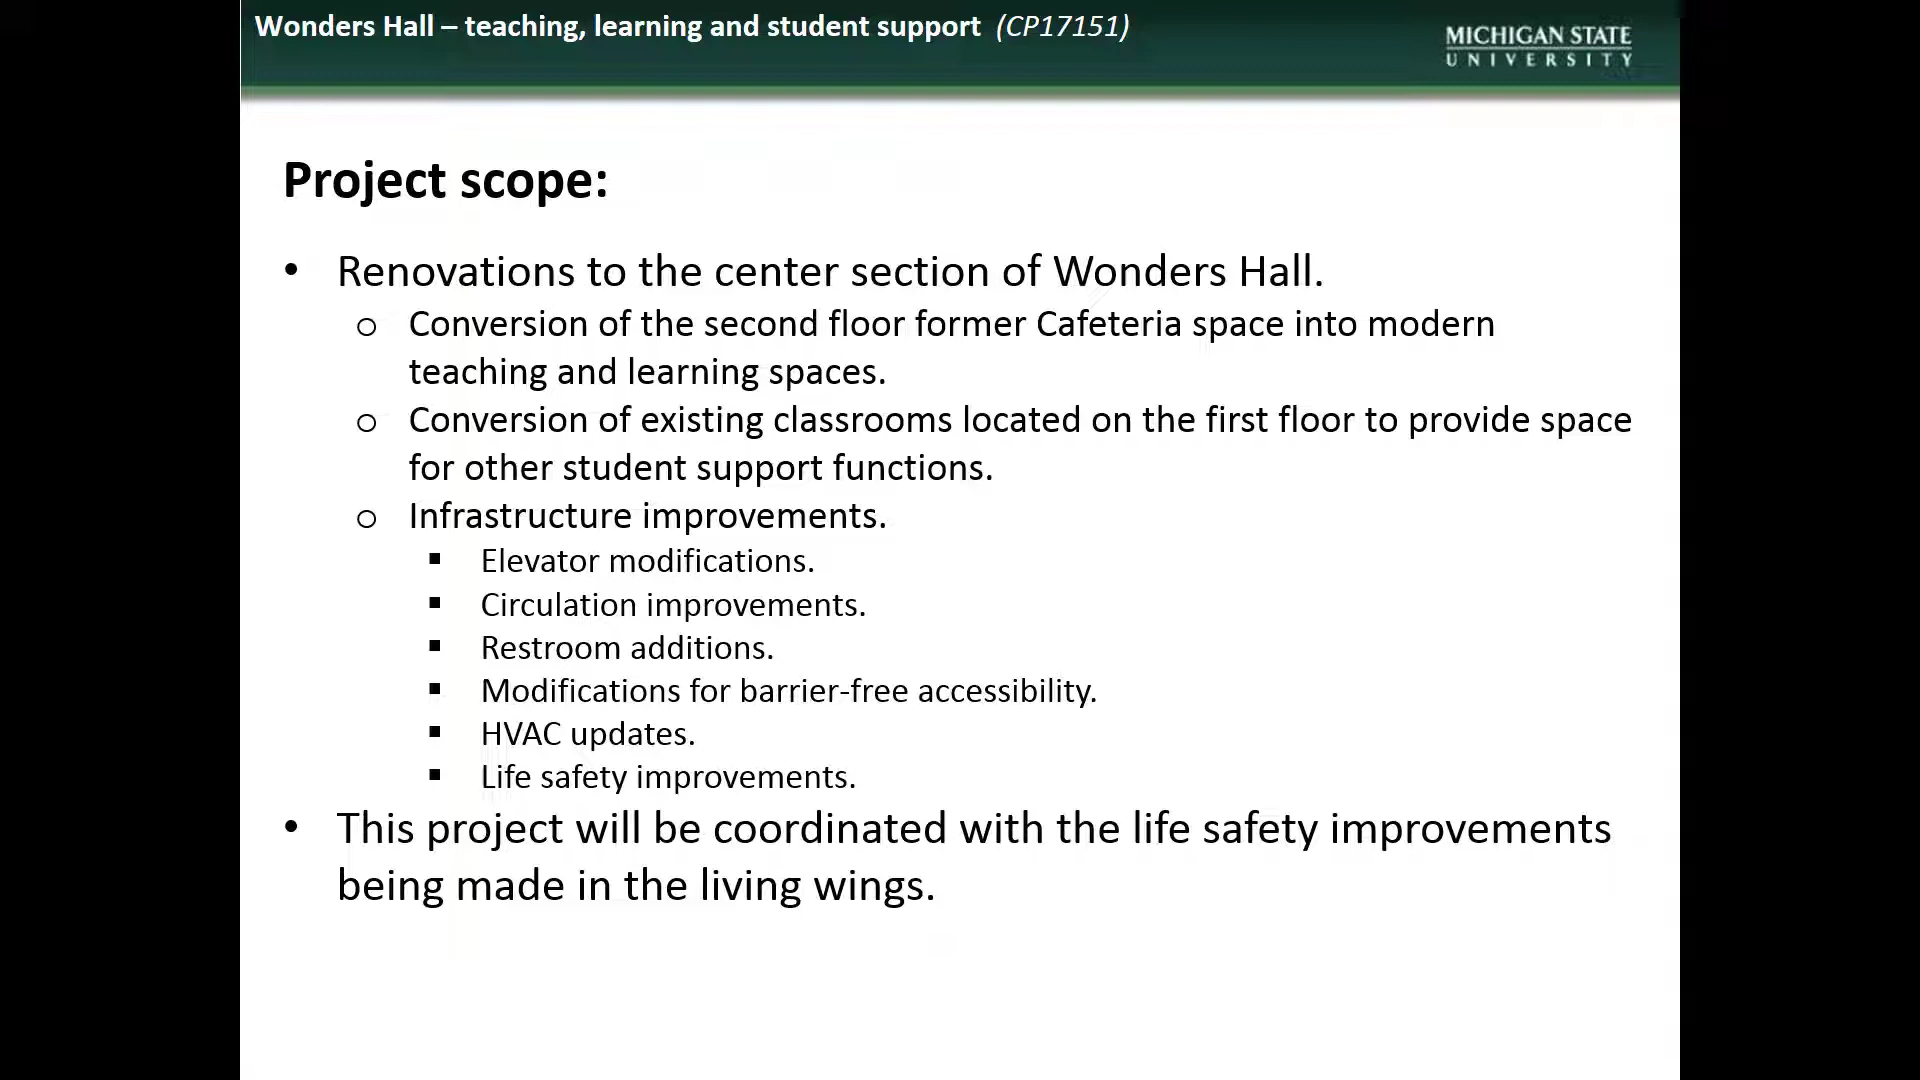 Wonders Hall – teaching, learning and student support (CP17151)
MICHIGAN STATE
UNIVERSITY
Project scope:
• Renovations to the center section of Wonders Hall.
o Conversion of the second floor former Cafeteria space into modern
teaching and learning spaces.
o Conversion of existing classrooms located on the first floor to provide space
for other student support functions.
o Infrastructure improvements.
▪ Elevator modifications.
▪ Circulation improvements.
▪ Restroom additions.
▪ Modifications for barrier-free accessibility.
▪ HVAC updates.
▪ Life safety improvements.
• This project will be coordinated with the life safety improvements
being made in the living wings.